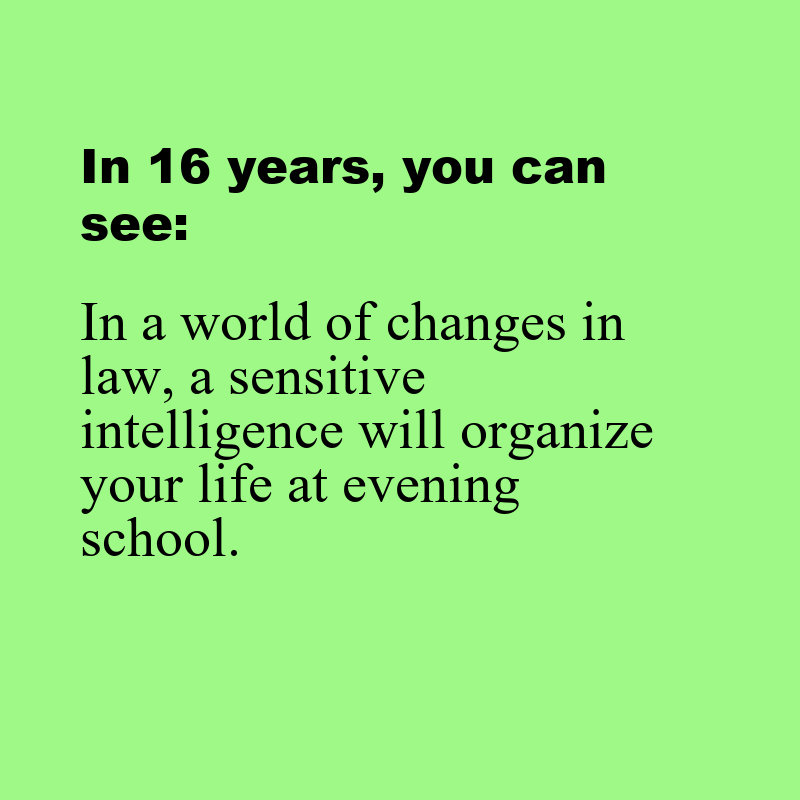 In 16 years, you can
see:
In a world of changes in
law, a sensitive
intelligence will organize
your life at evening
school.